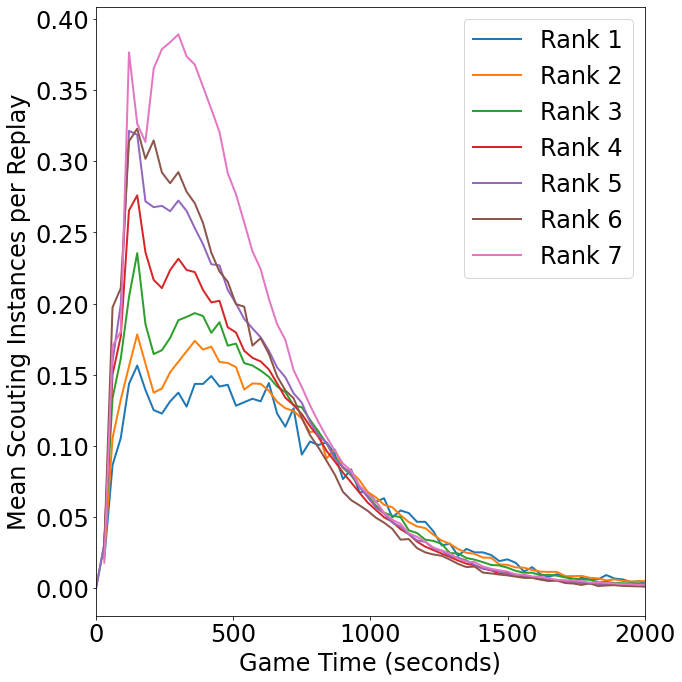 Mean Scouting Instances per Replay
0.40
0.35
0.30
0.25
0.20
0.15
0.10
0.05
0.00
Rank 1
Rank 2
Rank 3
Rank 4
Rank 5
Rank 6
Rank 7
0 500 1000 1500 2000
Game Time (seconds)